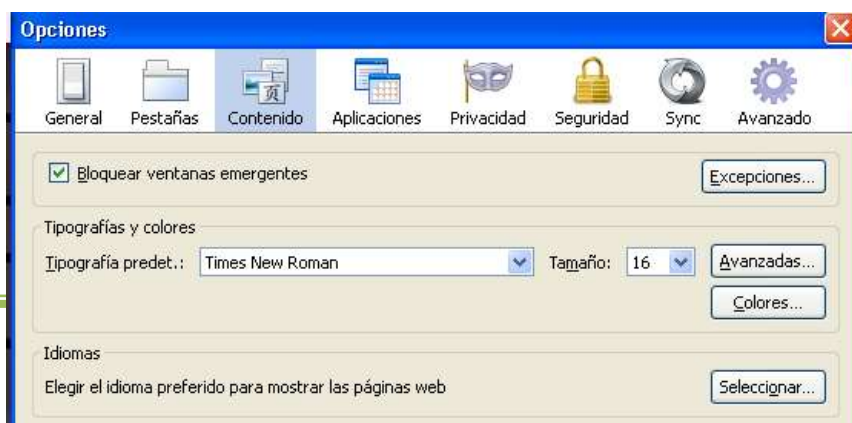 Opciones
General Pestañas Contenido Aplicaciones Privacidad Seguridad Sync Avanzado
Bloquear ventanas emergentes Excepciones...
Tipografías y colores
Tipografía predet.: Times New Roman Tamaño: 16 Avanzadas...
Colores...
Idiomas
Elegir el idioma preferido para mostrar las páginas web Seleccionar...